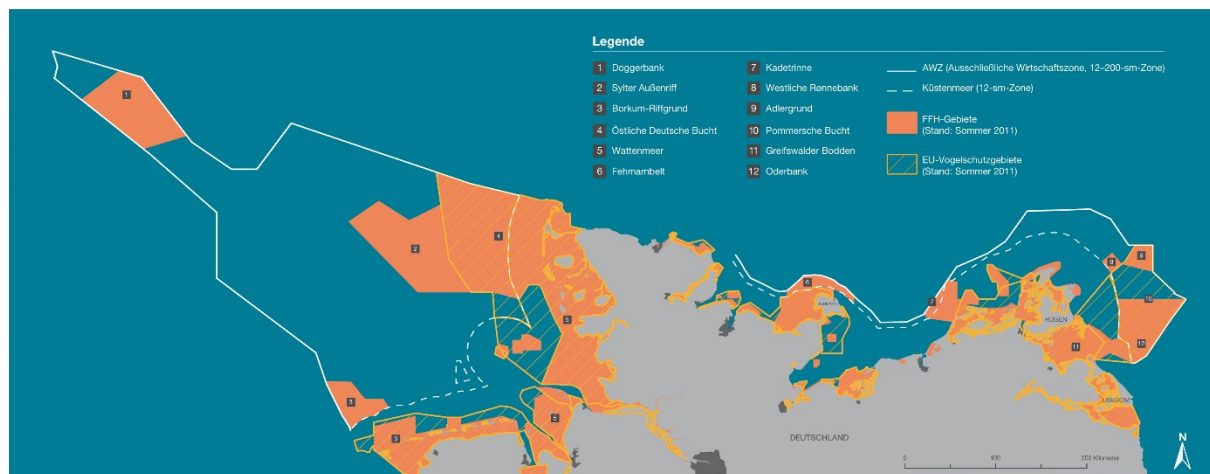 Legende
1 Doggerbank
2 Sylter Außenriff
3 Borkum-Riffgrund
4 Östliche Deutsche Bucht
5 Wattenmeer
6 Fehmarnbelt
7 Kadetrinne
8 Westliche Rønnebank
9 Adlergrund
10 Pommersche Bucht
11 Greifswalder Bodden
12 Oderbank
AWZ (Ausschließliche Wirtschaftszone, 12–200-sm-Zone)
Küstenmeer (12-sm-Zone)
FFH-Gebiete
(Stand: Sommer 2011)
EU-Vogelschutzgebiete
(Stand: Sommer 2011)
1
2
4
5
3
5
5
6
7
9
8
10
RÜGEN
11
12
USEDOM
DEUTSCHLAND
0 100 200 Kilometer
N